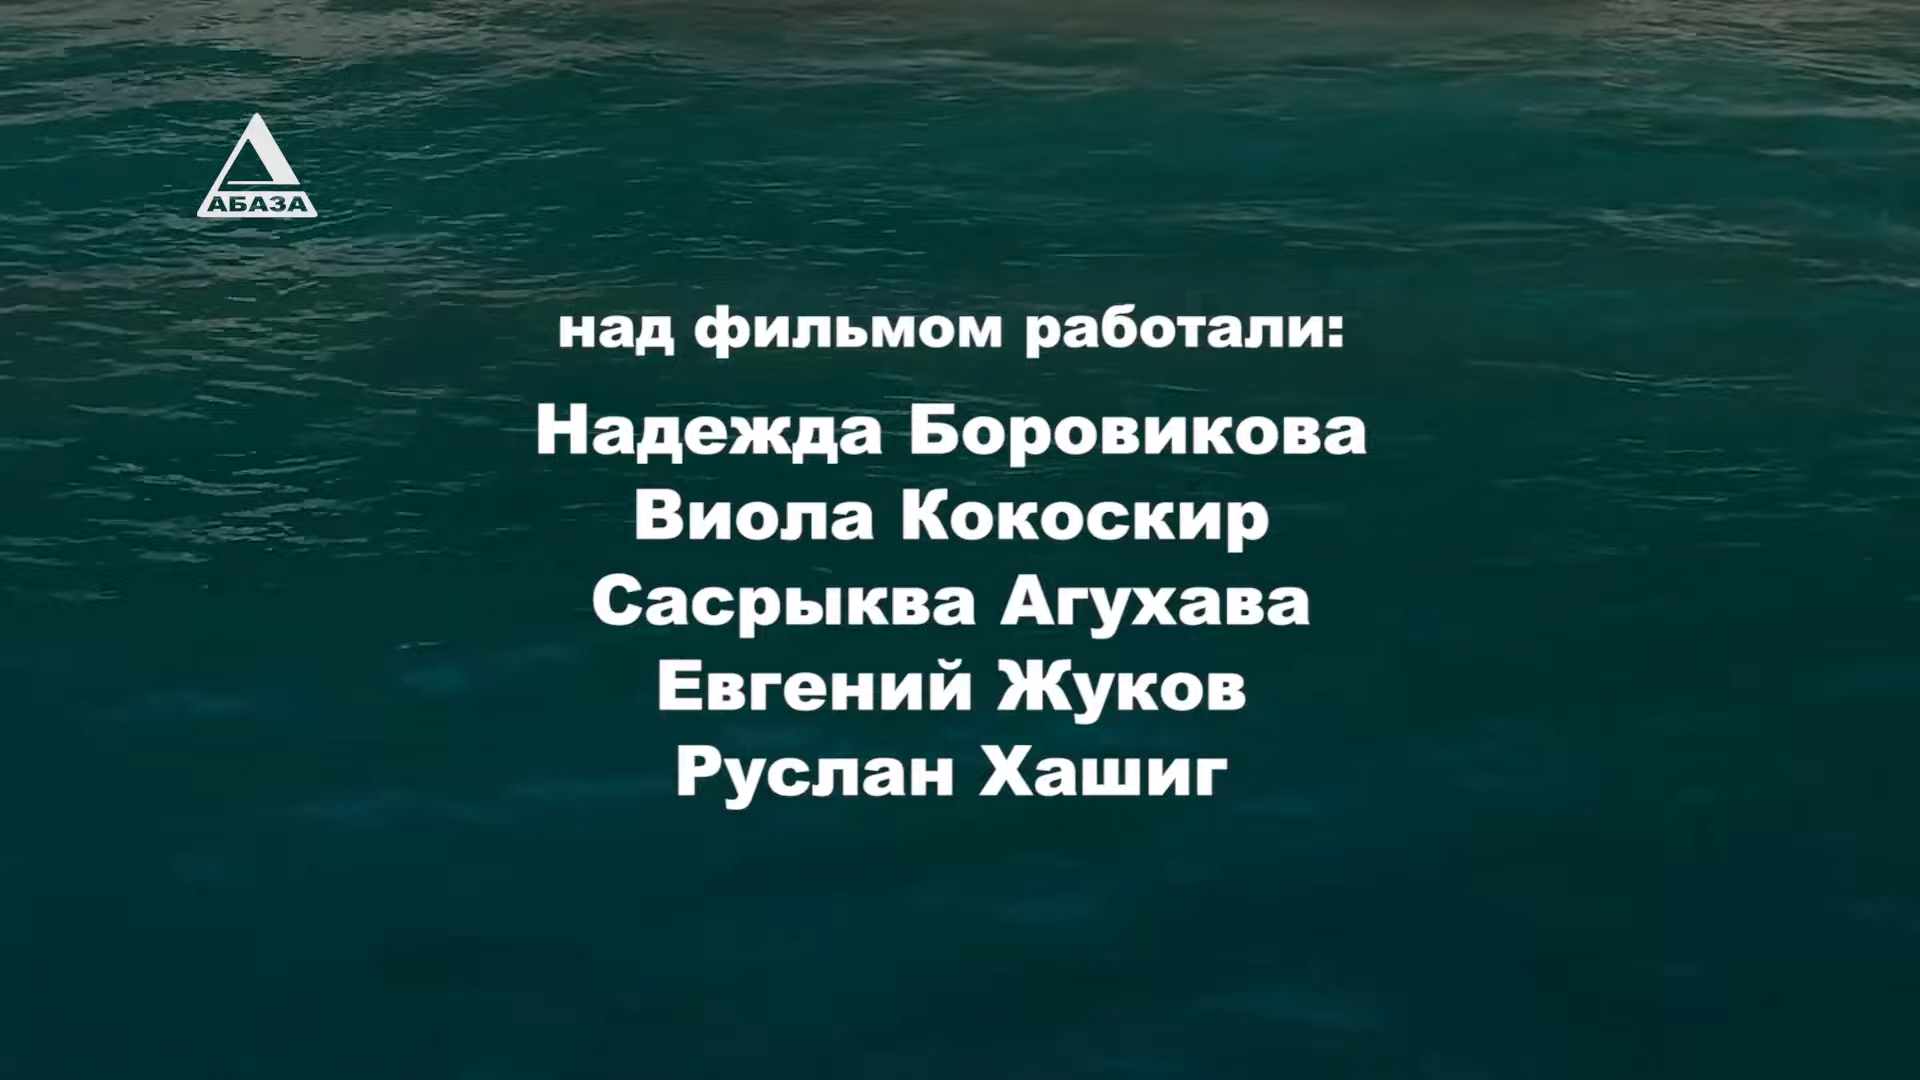 АБАЗА
над фильмом работали:
Надежда Боровикова
Виола Кокоскир
Сасрыква Агухава
Евгений Жуков
Руслан Хашиг